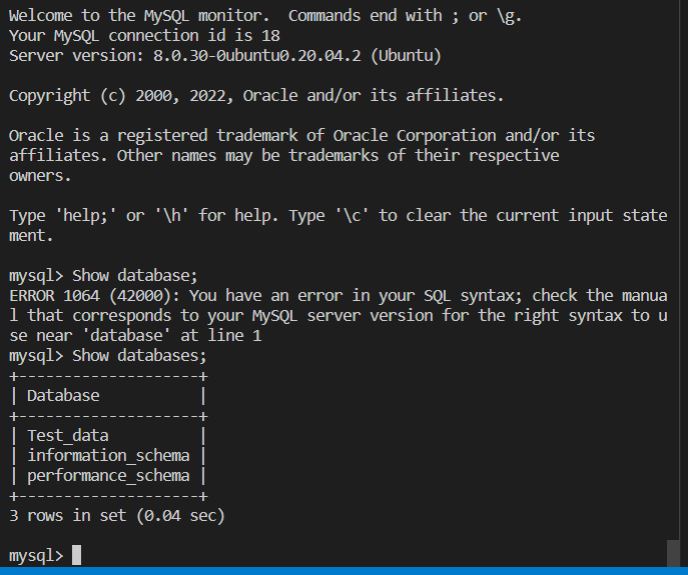 Welcome to the MySQL monitor.  Commands end with ; or \g.
Your MySQL connection id is 18
Server version: 8.0.30-0ubuntu0.20.04.2 (Ubuntu)
Copyright (c) 2000, 2022, Oracle and/or its affiliates.
Oracle is a registered trademark of Oracle Corporation and/or its
affiliates. Other names may be trademarks of their respective
owners.
Type 'help;' or '\h' for help. Type '\c' to clear the current input state
ment.
mysql> Show database;
ERROR 1064 (42000): You have an error in your SQL syntax; check the manua
l that corresponds to your MySQL server version for the right syntax to u
se near 'database' at line 1
mysql> Show databases;
+--------------------+
| Database           |
+--------------------+
| Test_data          |
| information_schema |
| performance_schema |
+--------------------+
3 rows in set (0.04 sec)
mysql>